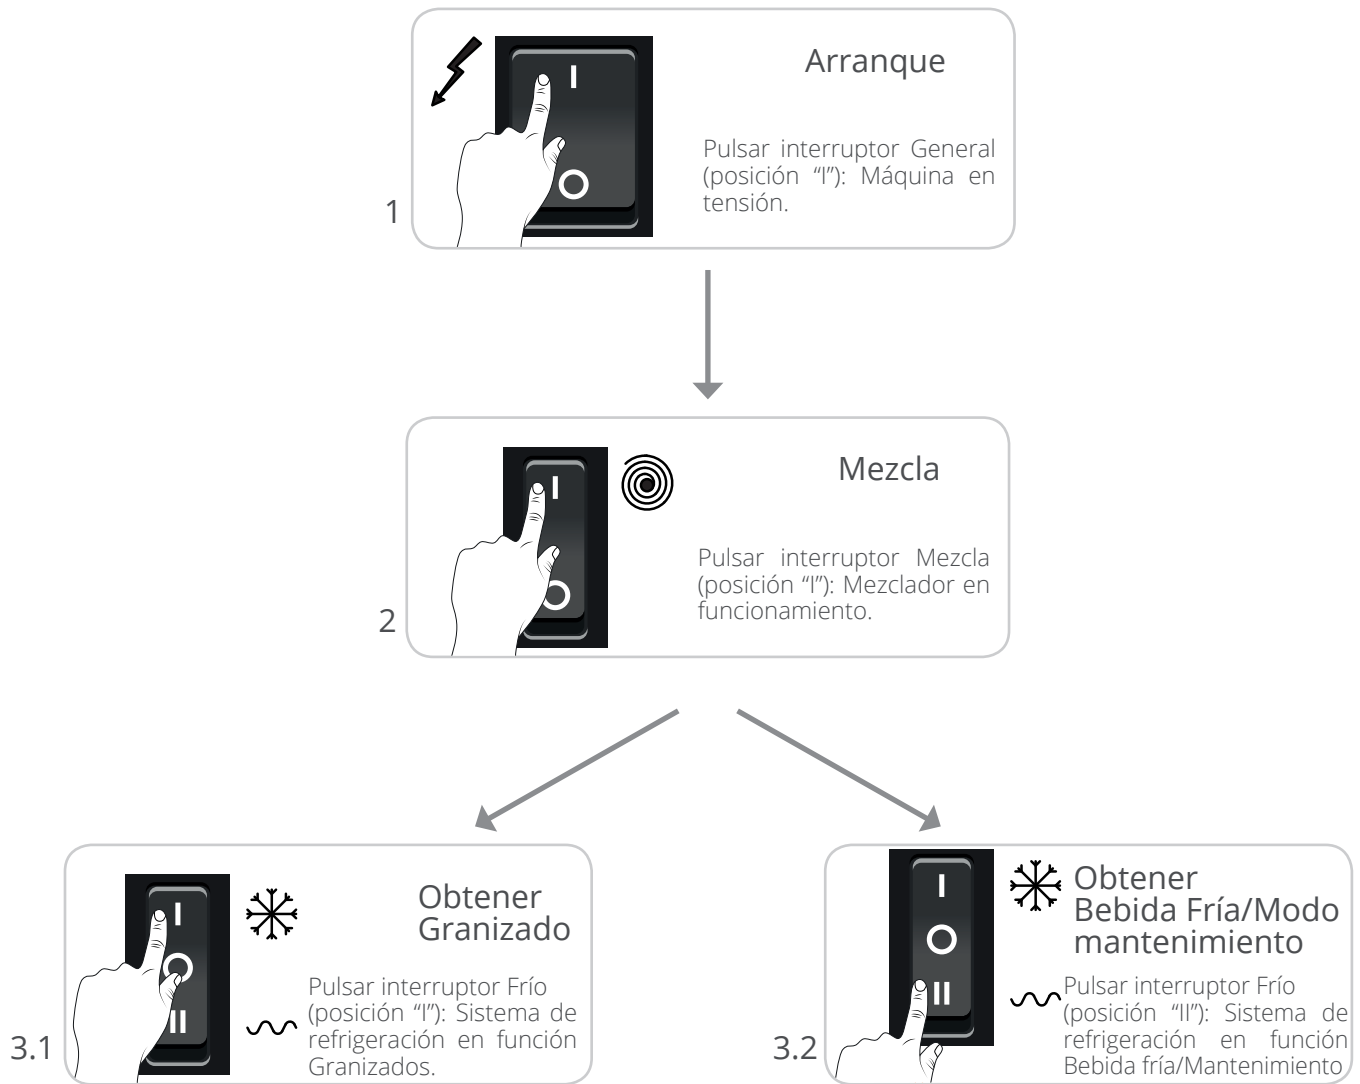 Arranque
I
Pulsar interruptor General
(posición “I”): Máquina en
tensión.
O
1
Mezcla
I
Pulsar interruptor Mezcla
(posición “I”): Mezclador en
funcionamiento.
O
2
Obtener
Granizado
I
O
II
Pulsar interruptor Frío
(posición “I”): Sistema de
refrigeración en función
Granizados.
3.1
Obtener
Bebida Fría/Modo
mantenimiento
I
O
II
Pulsar interruptor Frío
(posición “II”): Sistema de
refrigeración en función
Bebida fría/Mantenimiento
3.2